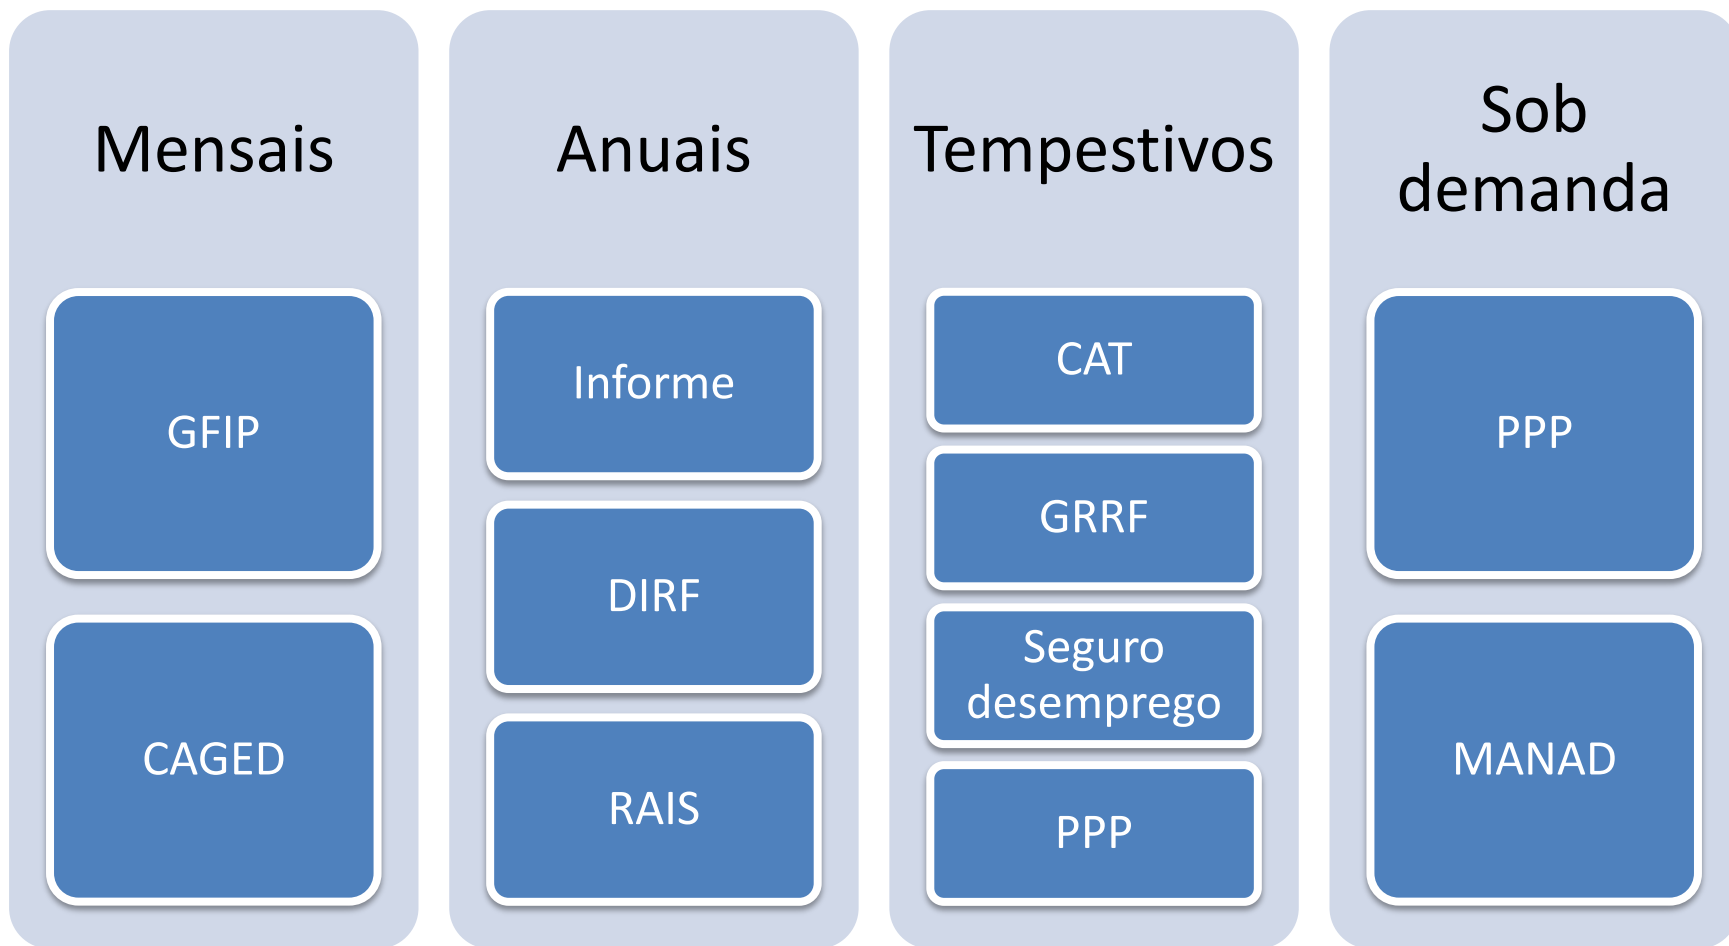 Mensais
GFIP
CAGED
Anuais
Informe
DIRF
RAIS
Tempestivos
CAT
GRRF
Seguro
desemprego
PPP
Sob
demanda
PPP
MANAD